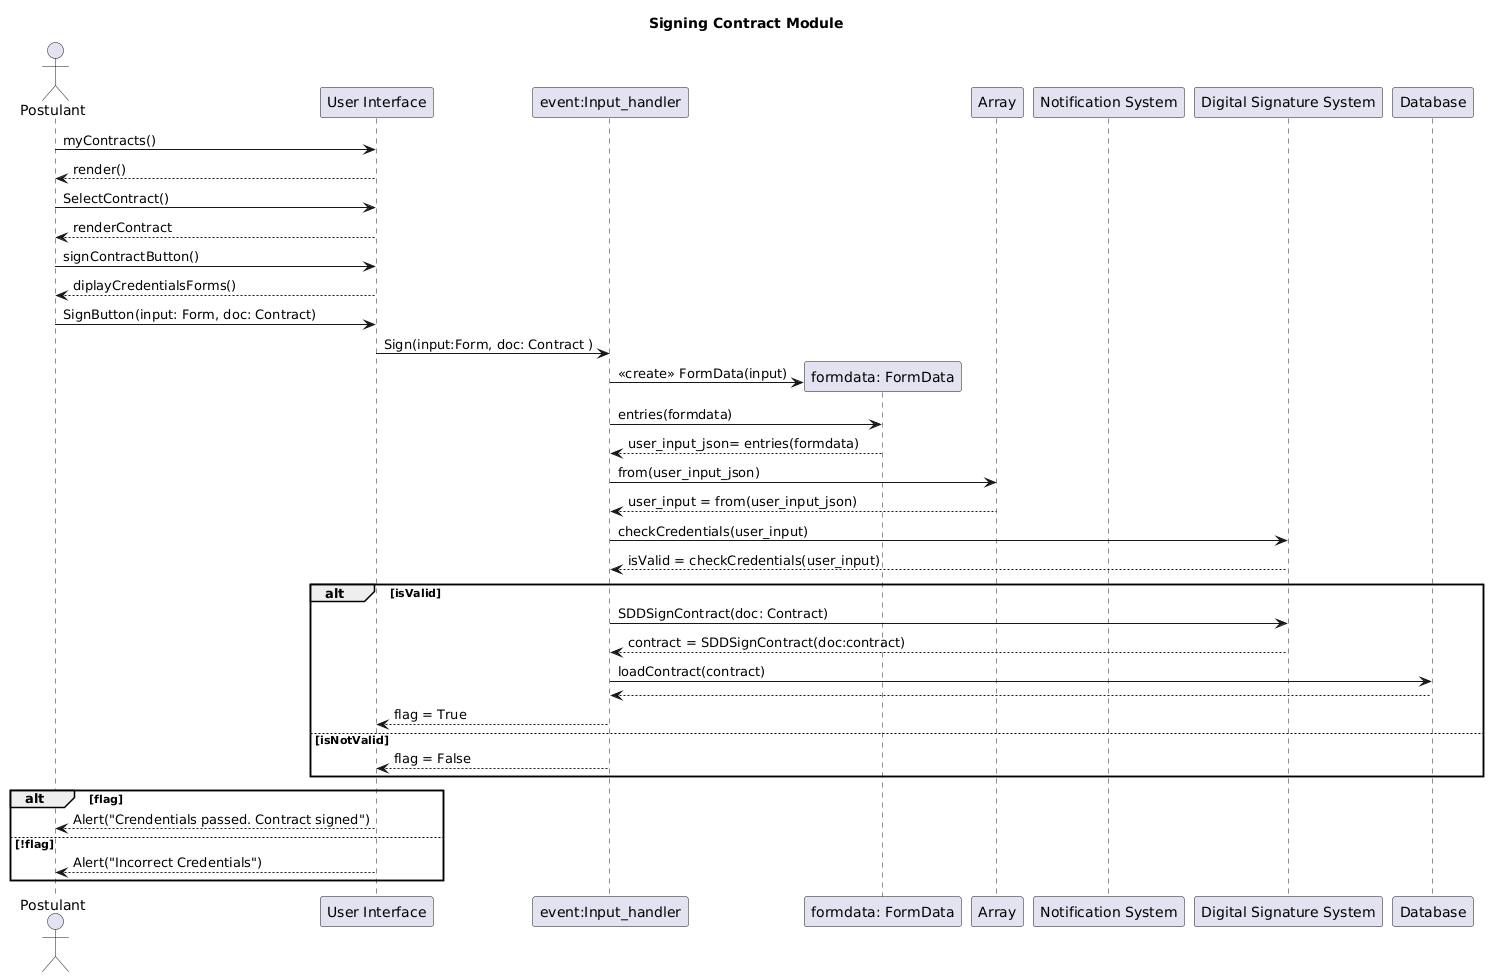 Signing Contract Module
Postulant
User Interface
event:Input_handler
Array
Notification System
Digital Signature System
Database
myContracts()
render()
SelectContract()
renderContract
signContractButton()
diplayCredentialsForms()
SignButton(input: Form, doc: Contract)
Sign(input:Form, doc: Contract )
«create» FormData(input)
formdata: FormData
entries(formdata)
user_input_json= entries(formdata)
from(user_input_json)
user_input = from(user_input_json)
checkCredentials(user_input)
isValid = checkCredentials(user_input)
alt
[isValid]
SDDSignContract(doc: Contract)
contract = SDDSignContract(doc:contract)
loadContract(contract)
flag = True
[isNotValid]
flag = False
alt
[flag]
Alert("Crendentials passed. Contract signed")
[!flag]
Alert("Incorrect Credentials")
Postulant
User Interface
event:Input_handler
formdata: FormData
Array
Notification System
Digital Signature System
Database